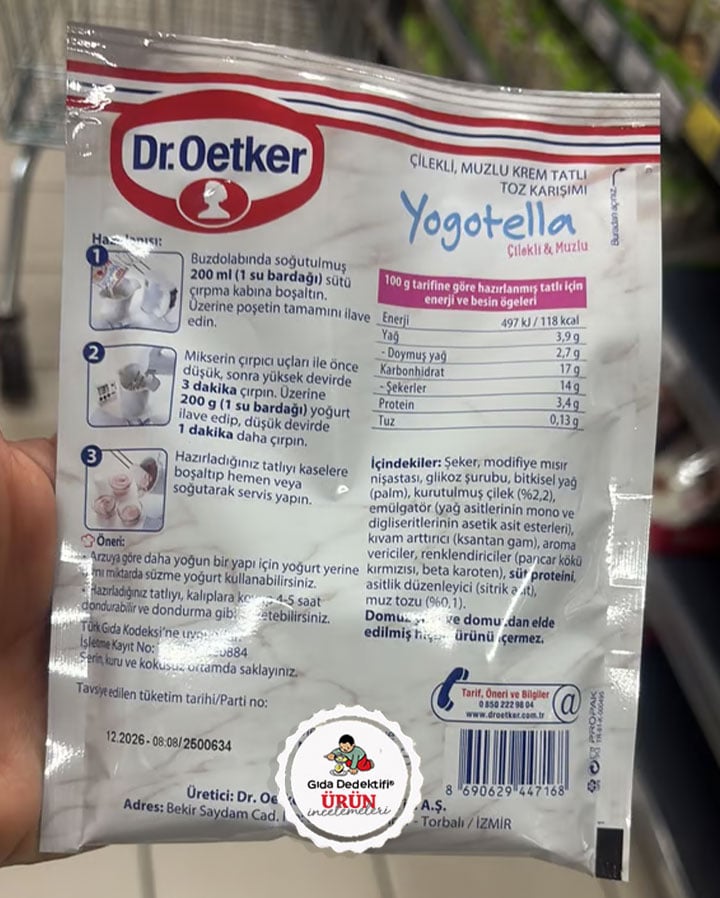 Dr.Oetker
ÇİLEKLİ, MUZLU KREM TATLI
TOZ KARIŞIMI
Yogotella
Çilekli & Muzlu
Buradan açınız
1
Buzdolabında soğutulmuş
200 ml (1 su bardağı) sütü
çırpma kabına boşaltın.
Üzerine poşetin tamamını ilave
edin.
2
Mikserin çırpıcı uçları ile önce
düşük, sonra yüksek devirde
3 dakika çırpın. Üzerine
200 g (1 su bardağı) yoğurt
ilave edip, düşük devirde
1 dakika daha çırpın.
3
Hazırladığınız tatlıyı kaselere
boşaltıp hemen veya
soğutarak servis yapın.
Öneri:
Arzuya göre daha yoğun bir yapı için yoğurt yerine
miktarda süzme yoğurt kullanabilirsiniz.
Hazırladığınız tatlıyı, kalıplara 4-5 saat
dondurabilir ve dondurma
Türk Gıda Kodeksi'ne
İşletme Kayıt No:
Serin, kuru ve kokusuz ortamda saklayınız.
Tavsiye edilen tüketim tarihi/Parti no:
12.2026 - 08:08/2500634
100 g tarifine göre hazırlanmış tatlı için
enerji ve besin ögeleri
Enerji 497 kJ / 118 kcal
Yağ 3,9 g
- Doymuş yağ 2,7 g
Karbonhidrat 17 g
- Şekerler 14 g
Protein 3,4 g
Tuz 0,13 g
İçindekiler: Şeker, modifiye mısır
nişastası, glikoz şurubu, bitkisel yağ
(palm), kurutulmuş çilek (%2,2),
emülgatör (yağ asitlerinin mono ve
digliseritlerinin asetik asit esterleri),
kıvam arttırıcı (ksantan gam), aroma
vericiler, renklendiriciler (pancar kökü
kırmızısı, beta karoten), süt proteini,
asitlik düzenleyici (sitrik asit),
muz tozu (%0,1).
ve domuzdan elde
edilmiş ürünü içermez.
Tarif, Öneri ve Bilgiler
0 850 222 98 04
www.droetker.com.tr
@
PROPAK
8 690629 447168
Üretici: Dr.
A.Ş.
Adres: Bekir Saydam Cad.
- Torbalı / İZMİR
Gıda Dedektifi®
ÜRÜN
incelemeleri